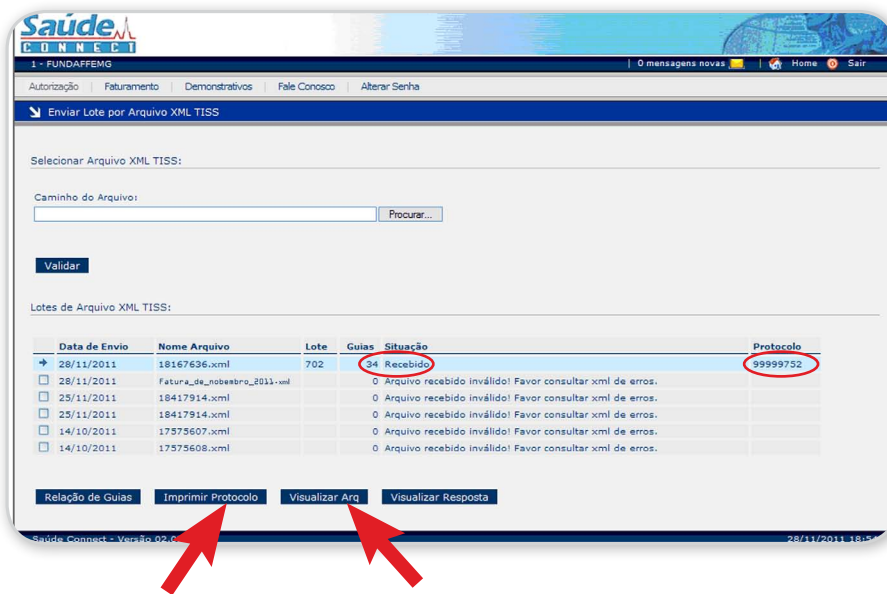 Saúde
CONNECT
1 - FUNDAFFEMG | 0 mensagens novas | Home Sair
Autorização | Faturamento | Demonstrativos | Fale Conosco | Alterar Senha
Enviar Lote por Arquivo XML TISS
Selecionar Arquivo XML TISS:
Caminho do Arquivo:
Procurar...
Validar
Lotes de Arquivo XML TISS:
Data de Envio Nome Arquivo Lote Guias Situação Protocolo
28/11/2011 18167636.xml 702 34 Recebido 99999752
28/11/2011 Fatura_de_nobembro_2011.xml 0 Arquivo recebido inválido! Favor consultar xml de erros.
25/11/2011 18417914.xml 0 Arquivo recebido inválido! Favor consultar xml de erros.
25/11/2011 18417914.xml 0 Arquivo recebido inválido! Favor consultar xml de erros.
14/10/2011 17575607.xml 0 Arquivo recebido inválido! Favor consultar xml de erros.
14/10/2011 17575608.xml 0 Arquivo recebido inválido! Favor consultar xml de erros.
Relação de Guias Imprimir Protocolo Visualizar Arq Visualizar Resposta
Saúde Connect - Versão 02.0 28/11/2011 18:54